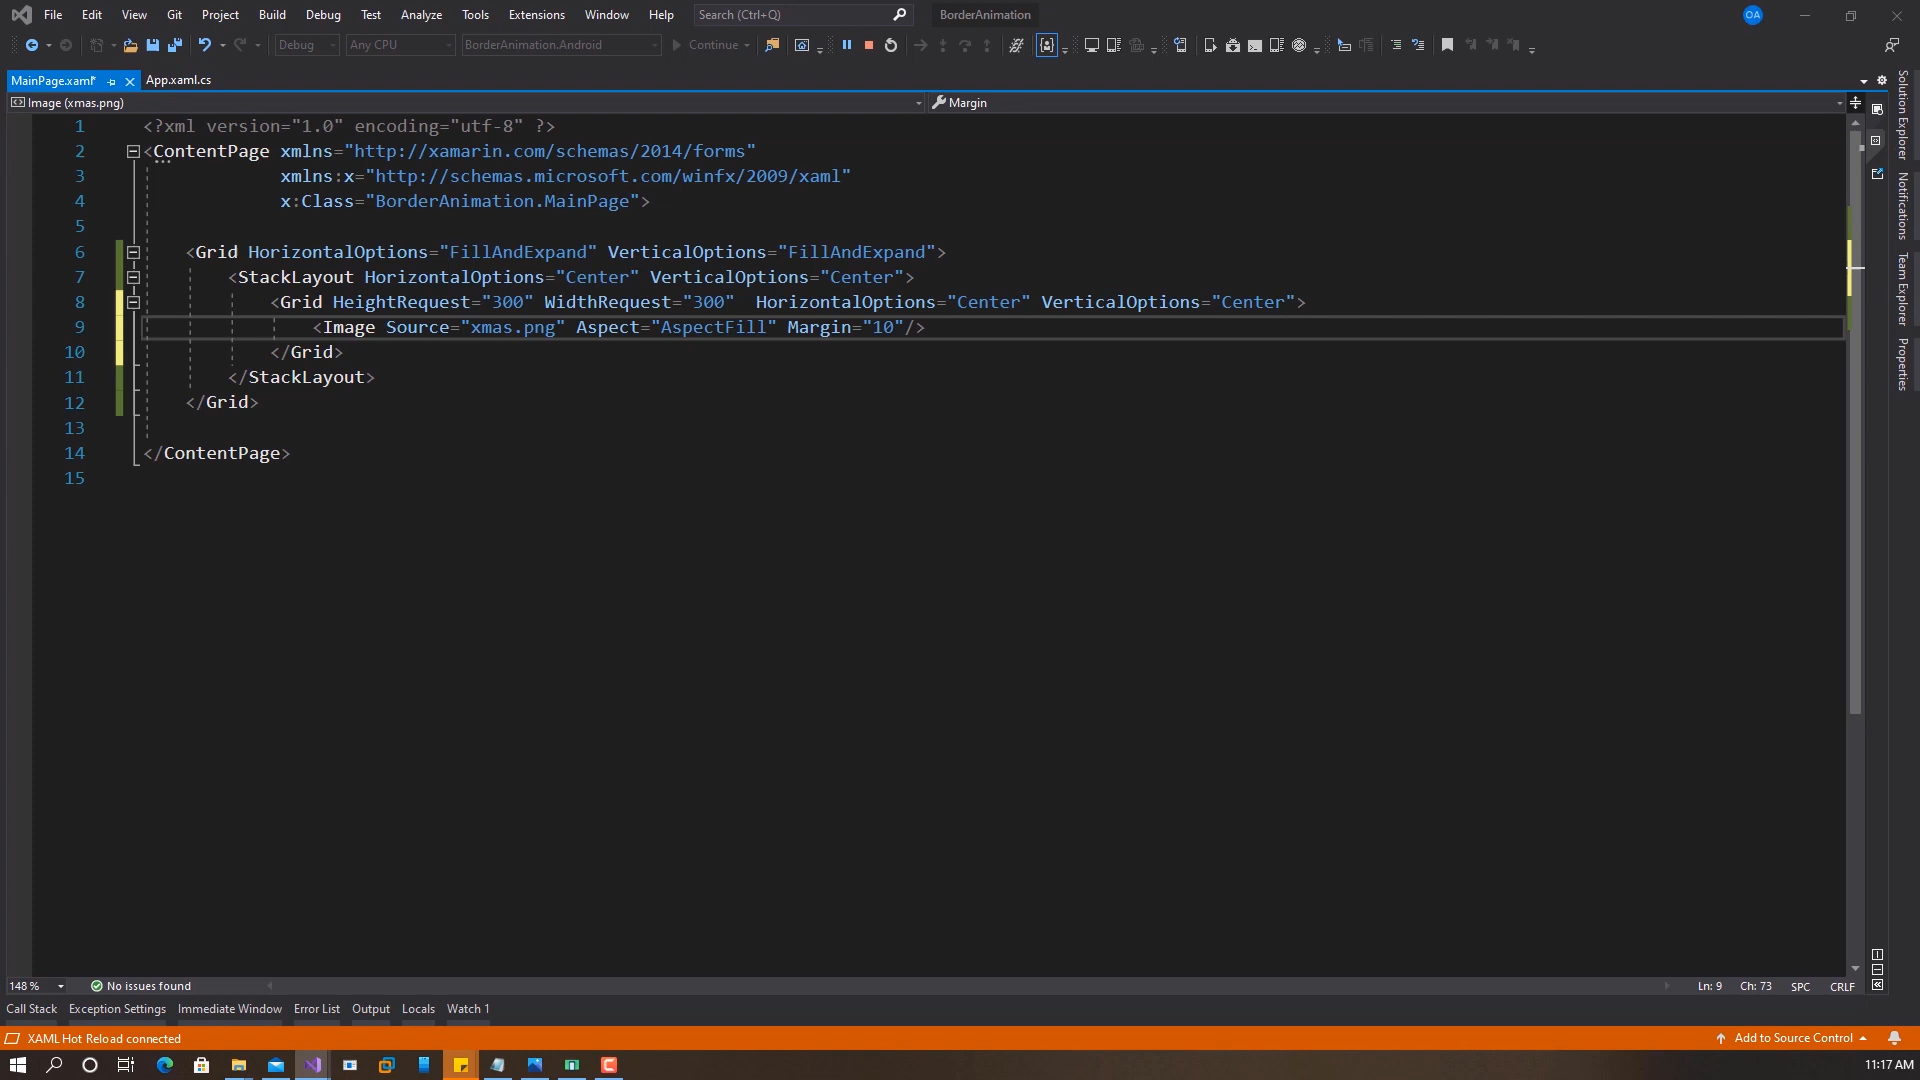 File Edit View Git Project Build Debug Test Analyze Tools Extensions Window Help Search (Ctrl+Q) BorderAnimation OA
Debug Any CPU BorderAnimation.Android Continue
MainPage.xaml* App.xaml.cs
Image (xmas.png) Margin
1 <?xml version="1.0" encoding="utf-8" ?>
2 <ContentPage xmlns="http://xamarin.com/schemas/2014/forms"
3 xmlns:x="http://schemas.microsoft.com/winfx/2009/xaml"
4 x:Class="BorderAnimation.MainPage">
5
6 <Grid HorizontalOptions="FillAndExpand" VerticalOptions="FillAndExpand">
7 <StackLayout HorizontalOptions="Center" VerticalOptions="Center">
8 <Grid HeightRequest="300" WidthRequest="300"  HorizontalOptions="Center" VerticalOptions="Center">
9 <Image Source="xmas.png" Aspect="AspectFill" Margin="10"/>
10 </Grid>
11 </StackLayout>
12 </Grid>
13
14 </ContentPage>
15
Solution Explorer
Notifications
Team Explorer
Properties
148 % No issues found Ln: 9 Ch: 73 SPC CRLF
Call Stack Exception Settings Immediate Window Error List Output Locals Watch 1
XAML Hot Reload connected Add to Source Control
11:17 AM